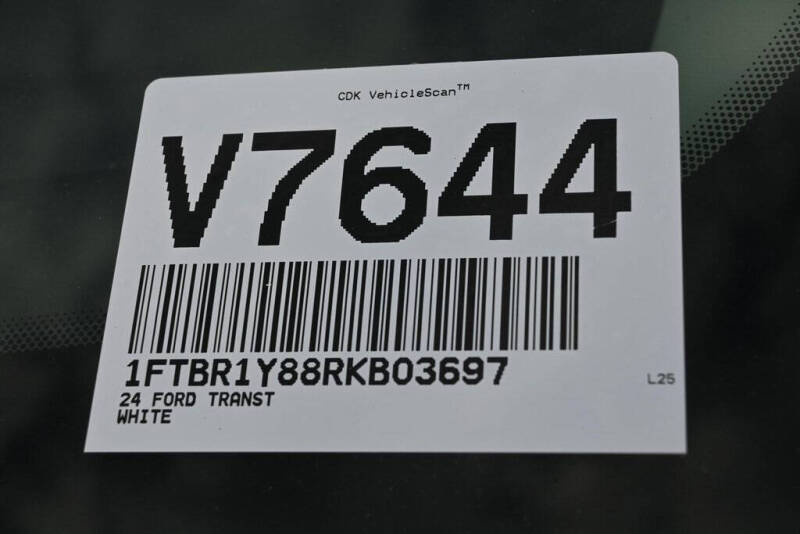 CDK VehicleScan™
V7644
1FTBR1Y88RKB03697
24 FORD TRANST
WHITE
L25